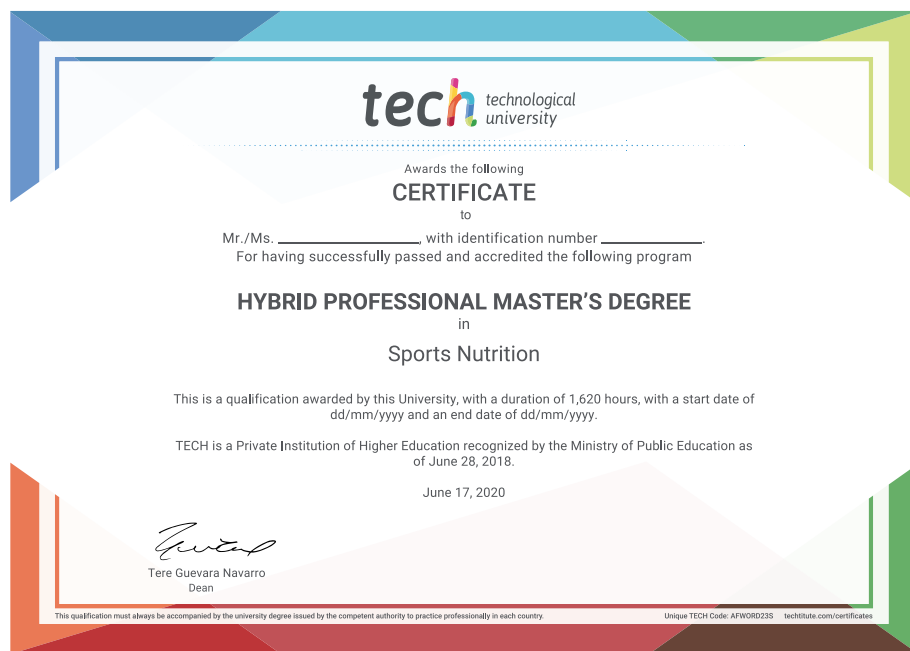 tech technological
university
Awards the following
CERTIFICATE
to
Mr./Ms. ____________________, with identification number ______________.
For having successfully passed and accredited the following program
HYBRID PROFESSIONAL MASTER'S DEGREE
in
Sports Nutrition
This is a qualification awarded by this University, with a duration of 1,620 hours, with a start date of
dd/mm/yyyy and an end date of dd/mm/yyyy.
TECH is a Private Institution of Higher Education recognized by the Ministry of Public Education as
of June 28, 2018.
June 17, 2020
Tere Guevara Navarro
Dean
This qualification must always be accompanied by the university degree issued by the competent authority to practice professionally in each country.
Unique TECH Code: AFWORD23S techtitute.com/certificates